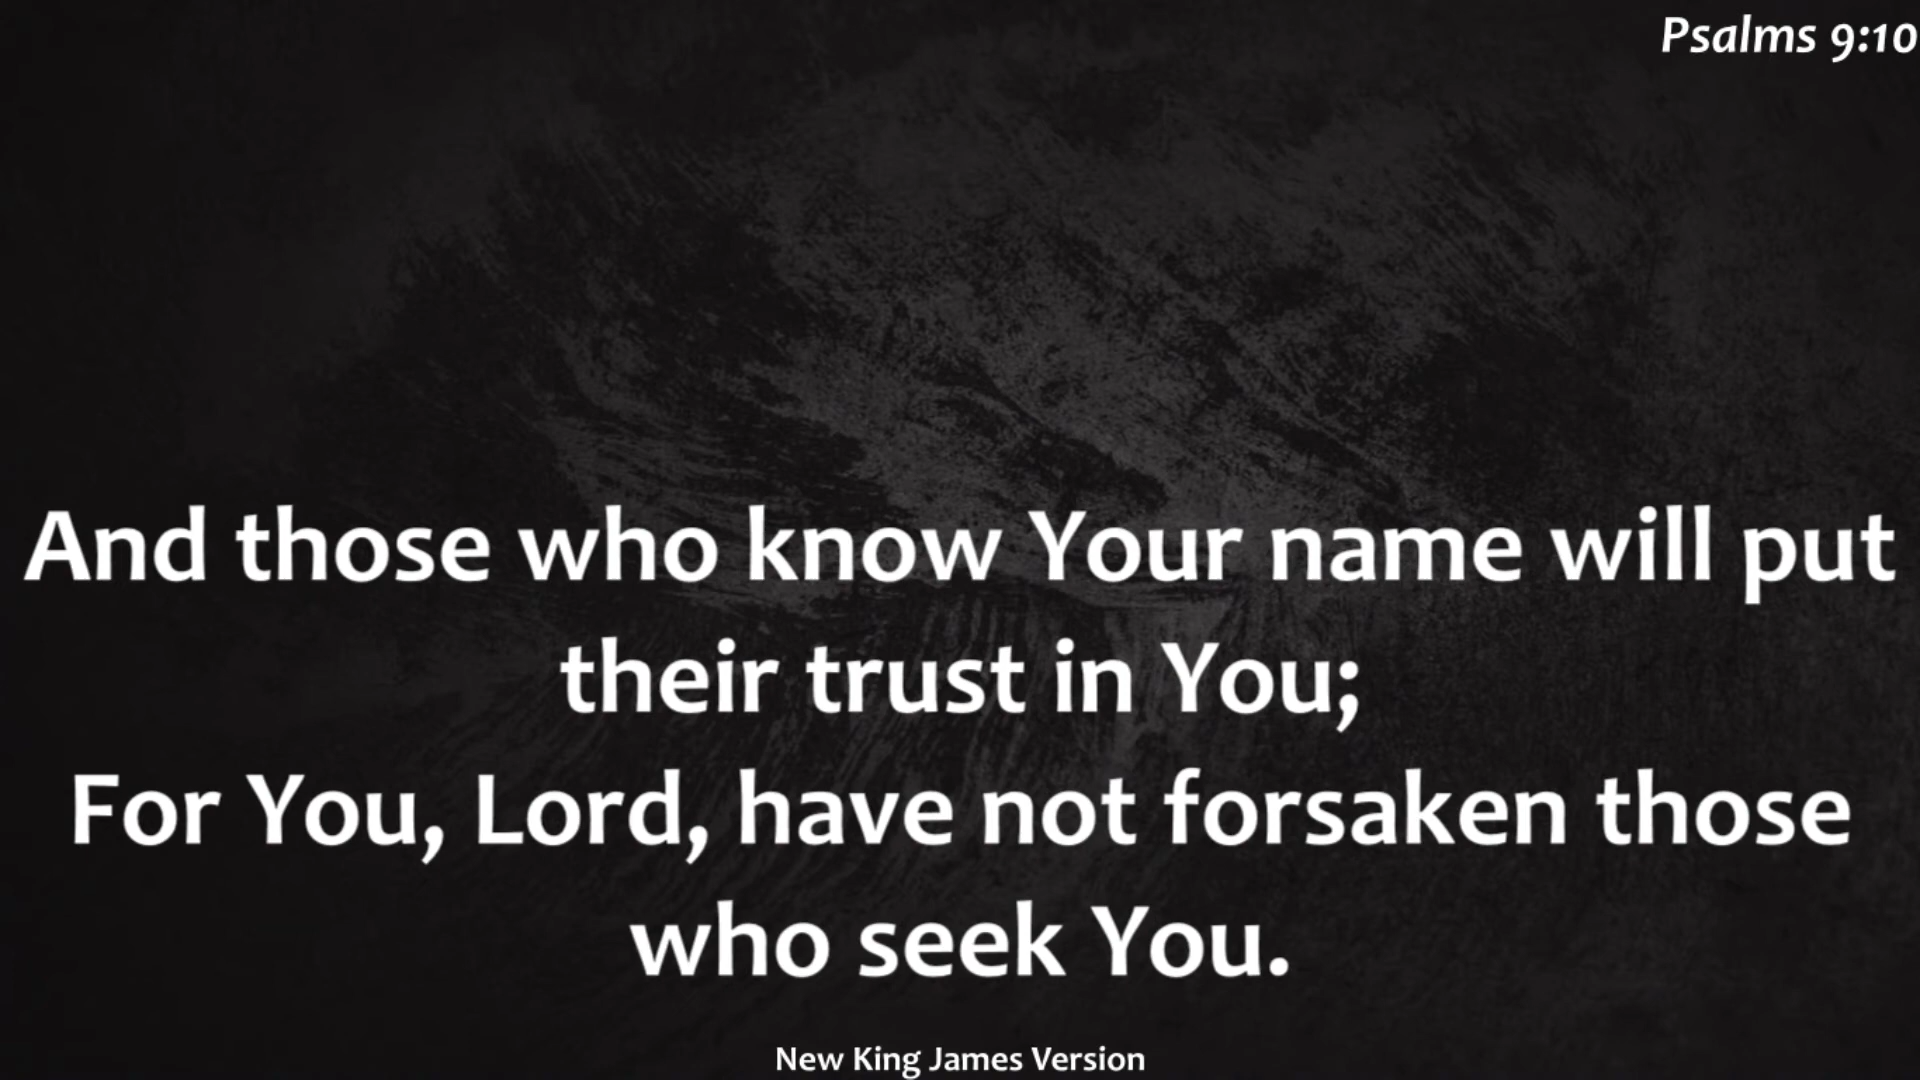 Psalms 9:10
And those who know Your name will put
their trust in You;
For You, Lord, have not forsaken those
who seek You.
New King James Version